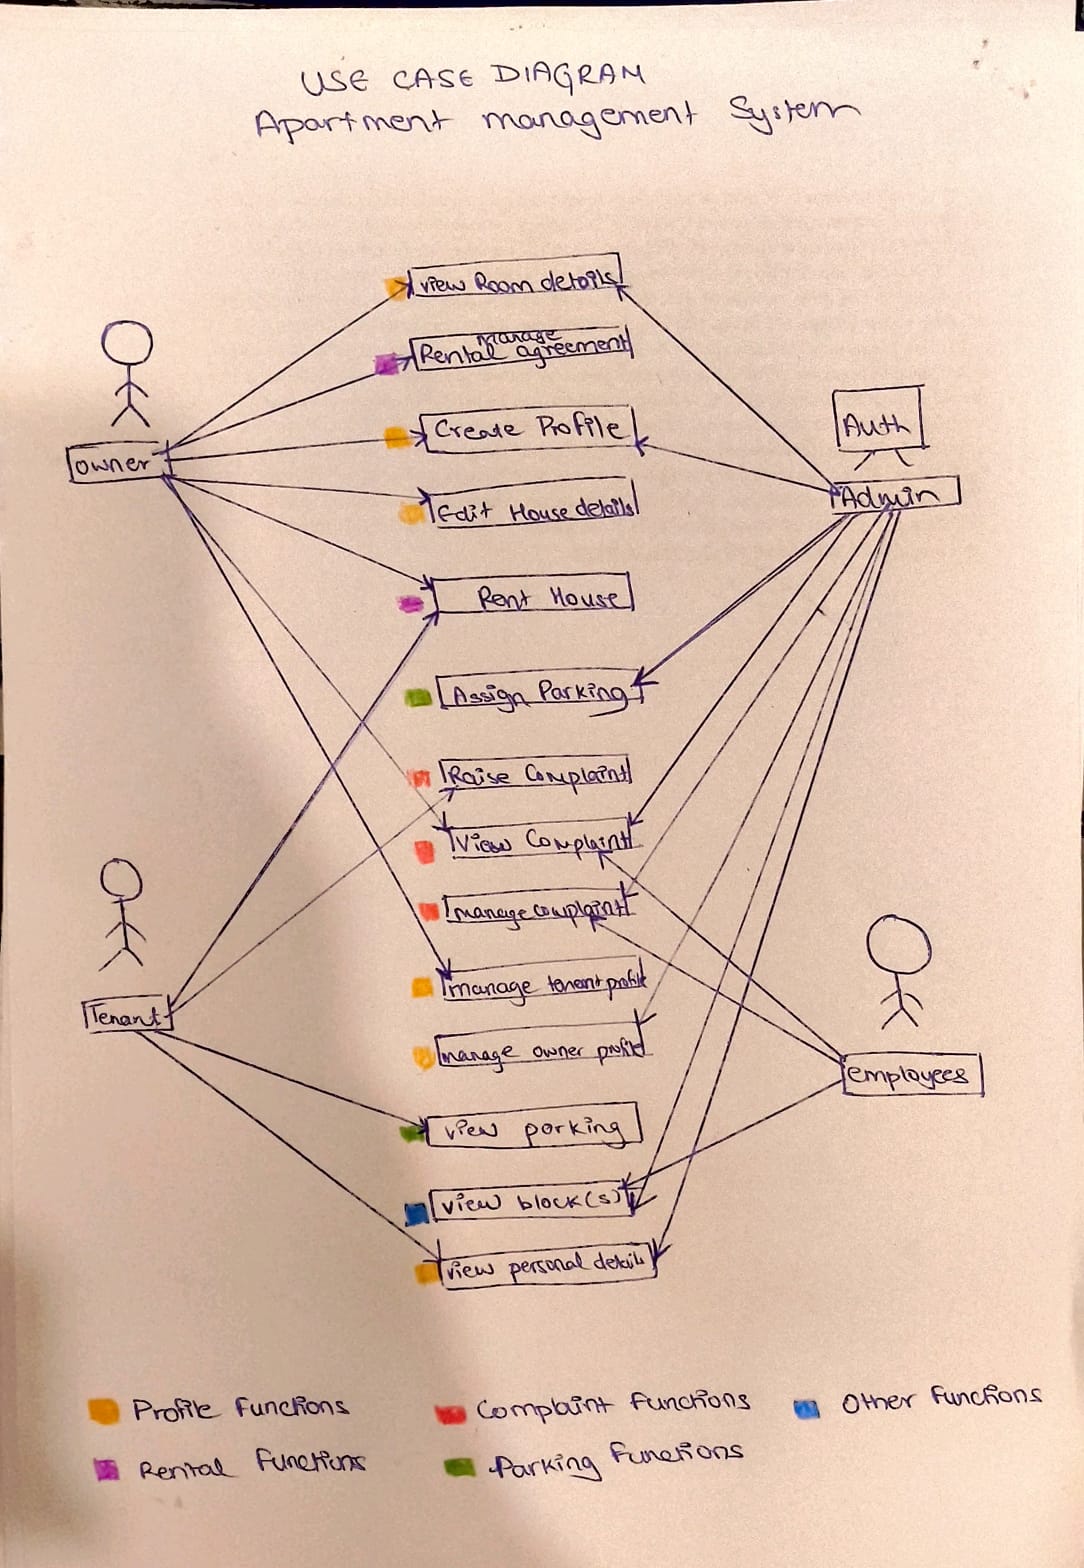 USE CASE DIAGRAM
Apartment management System
view Room details
manage
Rental agreement
Create Profile
Edit House details
Rent House
Assign Parking
Raise Complaint
View Complaint
manage complaint
manage tenant profile
manage owner profile
view parking
view block(s)
view personal details
owner
Tenant
Auth
Admin
employees
Profile Functions
Complaint Functions
Other Functions
Rental Functions
Parking Functions